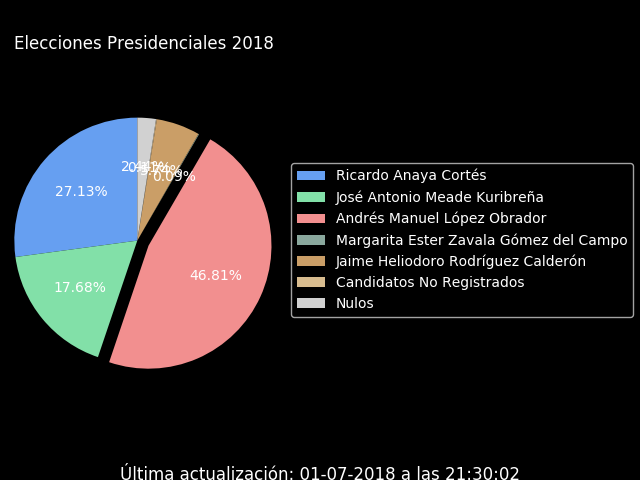 Elecciones Presidenciales 2018
2.44%
0.09%
27.13%
17.68%
46.81%
Ricardo Anaya Cortés
José Antonio Meade Kuribreña
Andrés Manuel López Obrador
Margarita Ester Zavala Gómez del Campo
Jaime Heliodoro Rodríguez Calderón
Candidatos No Registrados
Nulos
Última actualización: 01-07-2018 a las 21:30:02